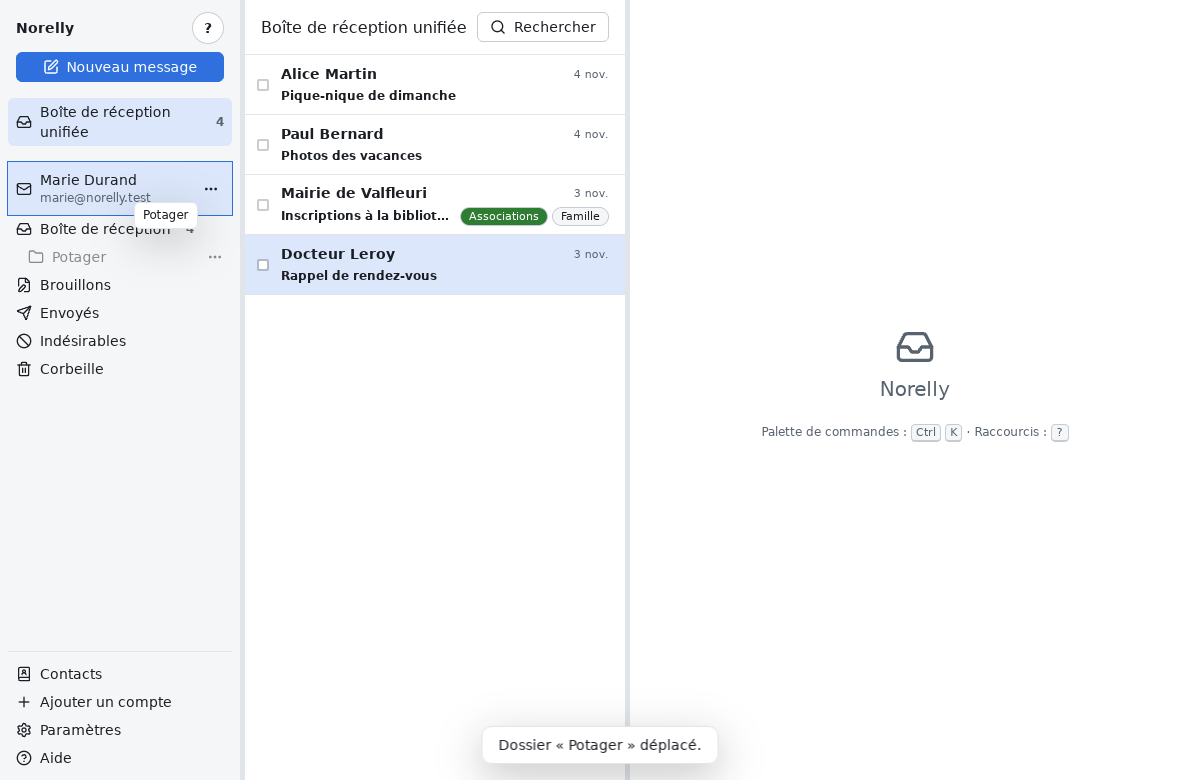 Norelly
?
Nouveau message
Boîte de réception
unifiée
4
Marie Durand
marie@norelly.test
Potager
Boîte de réception 4
Potager
Brouillons
Envoyés
Indésirables
Corbeille
Contacts
Ajouter un compte
Paramètres
Aide
Boîte de réception unifiée
Rechercher
Alice Martin 4 nov.
Pique-nique de dimanche
Paul Bernard 4 nov.
Photos des vacances
Mairie de Valfleuri 3 nov.
Inscriptions à la bibliot... Associations Famille
Docteur Leroy 3 nov.
Rappel de rendez-vous
Norelly
Palette de commandes : Ctrl K · Raccourcis : ?
Dossier « Potager » déplacé.